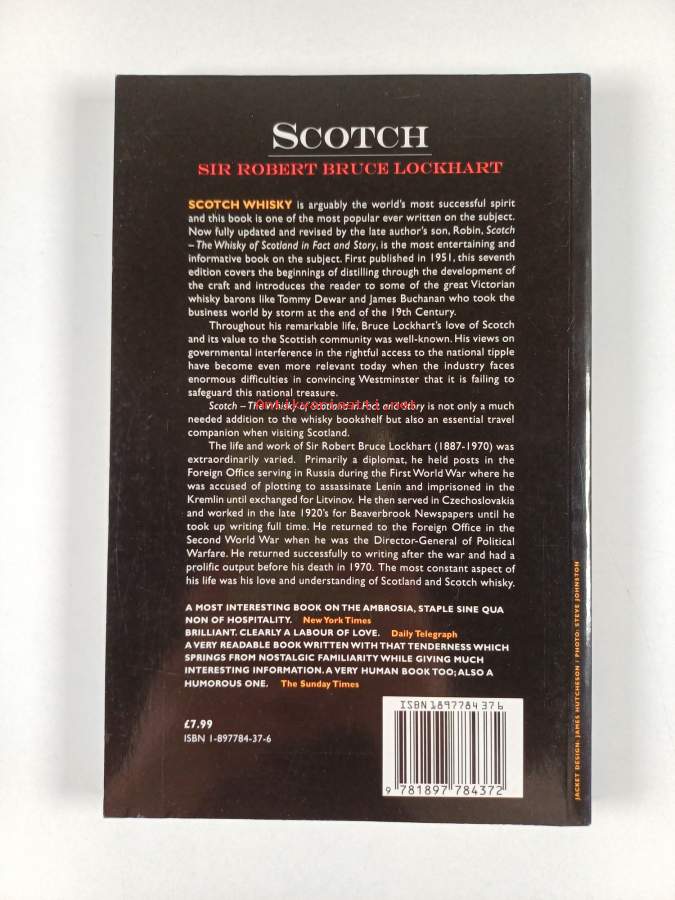 SCOTCH
SIR ROBERT BRUCE LOCKHART
SCOTCH WHISKY is arguably the world's most successful spirit
and this book is one of the most popular ever written on the subject.
Now fully updated and revised by the late author's son, Robin, Scotch
– The Whisky of Scotland in Fact and Story, is the most entertaining and
informative book on the subject. First published in 1951, this seventh
edition covers the beginnings of distilling through the development of
the craft and introduces the reader to some of the great Victorian
whisky barons like Tommy Dewar and James Buchanan who took the
business world by storm at the end of the 19th Century.
Throughout his remarkable life, Bruce Lockhart's love of Scotch
and its value to the Scottish community was well-known. His views on
governmental interference in the rightful access to the national tipple
have become even more relevant today when the industry faces
enormous difficulties in convincing Westminster that it is failing to
safeguard this national treasure.
Antikvariaatti.net
Scotch – The Whisky of Scotland in Fact and Story is not only a much
needed addition to the whisky bookshelf but also an essential travel
companion when visiting Scotland.
The life and work of Sir Robert Bruce Lockhart (1887-1970) was
extraordinarily varied. Primarily a diplomat, he held posts in the
Foreign Office serving in Russia during the First World War where he
was accused of plotting to assassinate Lenin and imprisoned in the
Kremlin until exchanged for Litvinov. He then served in Czechoslovakia
and worked in the late 1920's for Beaverbrook Newspapers until he
took up writing full time. He returned to the Foreign Office in the
Second World War when he was the Director-General of Political
Warfare. He returned successfully to writing after the war and had a
prolific output before his death in 1970. The most constant aspect of
his life was his love and understanding of Scotland and Scotch whisky.
A MOST INTERESTING BOOK ON THE AMBROSIA, STAPLE SINE QUA
NON OF HOSPITALITY. New York Times
BRILLIANT. CLEARLY A LABOUR OF LOVE. Daily Telegraph
A VERY READABLE BOOK WRITTEN WITH THAT TENDERNESS WHICH
SPRINGS FROM NOSTALGIC FAMILIARITY WHILE GIVING MUCH
INTERESTING INFORMATION. A VERY HUMAN BOOK TOO; ALSO A
HUMOROUS ONE. The Sunday Times
£7.99
ISBN 1-897784-37-6
ISBN 1897784376
9 781897 784372
JACKET DESIGN: JAMES HUTCHESON / PHOTO: STEVE JOHNSTON